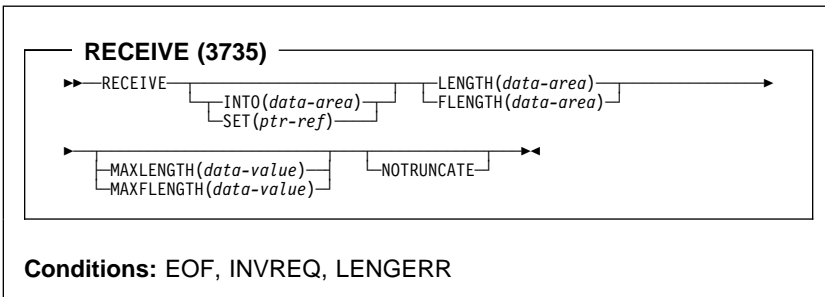 RECEIVE (3735)
RECEIVE INTO(data-area) LENGTH(data-area)
SET(ptr-ref) FLENGTH(data-area)
MAXLENGTH(data-value) NOTRUNCATE
MAXFLENGTH(data-value)
Conditions: EOF, INVREQ, LENGERR